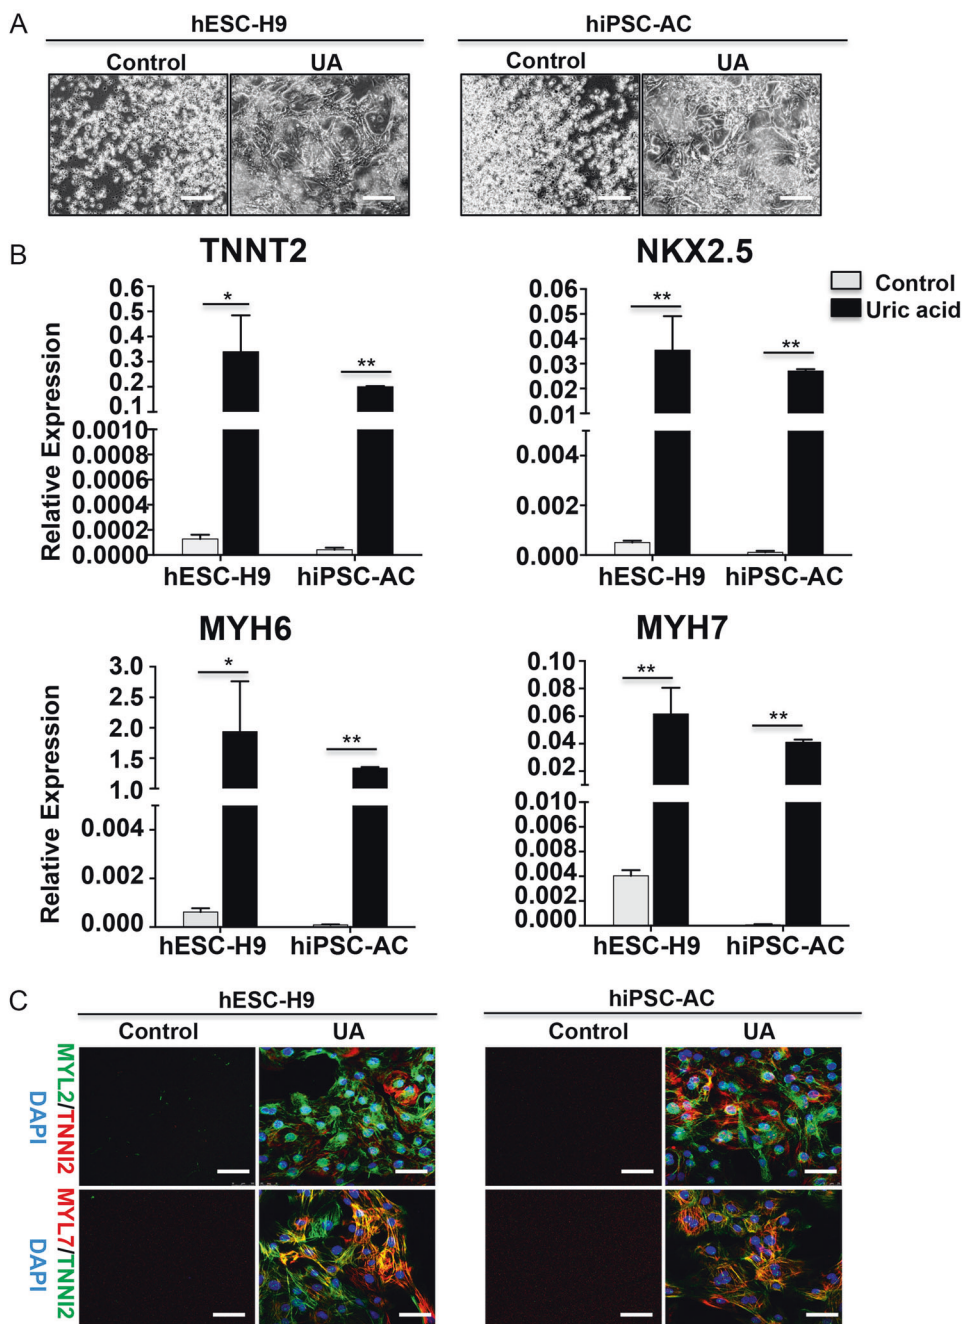 A
hESC-H9
hiPSC-AC
Control
UA
Control
UA
B
TNNT2
NKX2.5
Control
Uric acid
Relative Expression
0.6
0.5
0.4
0.3
0.2
0.1
0.0010
0.0008
0.0006
0.0004
0.0002
0.0000
*
**
hESC-H9
hiPSC-AC
0.06
0.05
0.04
0.03
0.02
0.01
0.004
0.002
0.000
**
**
hESC-H9
hiPSC-AC
MYH6
MYH7
Relative Expression
3.0
2.5
2.0
1.5
1.0
0.004
0.002
0.000
*
**
hESC-H9
hiPSC-AC
0.10
0.08
0.06
0.04
0.02
0.010
0.006
0.008
0.004
0.002
0.000
**
**
hESC-H9
hiPSC-AC
C
hESC-H9
hiPSC-AC
Control
UA
Control
UA
MYL2/TNNI2
DAPI
MYL7/TNNI2
DAPI